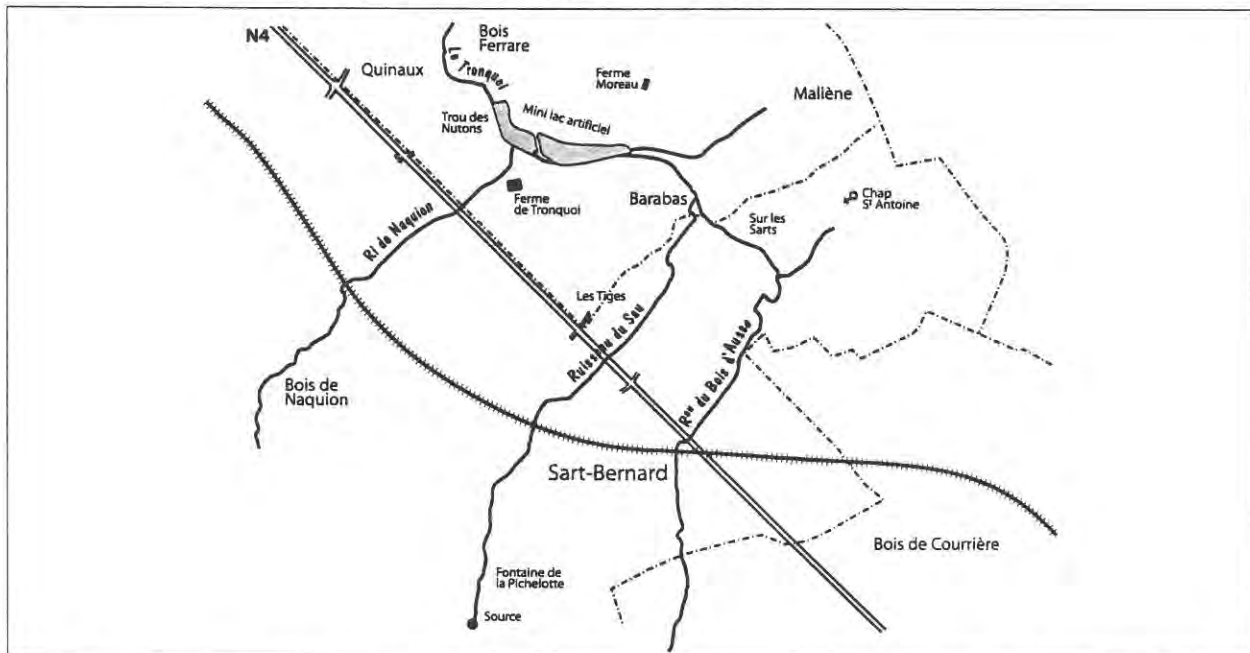 N4
Bois
Ferrare
Quinaux
Le Tronquoi
Ferme
Moreau
Maliène
Mini lac artificiel
Trou des
Nutons
Ferme
de Tronquoi
Barabas
Chap
St Antoine
Sur les
Sarts
Ri de Naquion
Les Tiges
Ruisseau du Sau
Reau du Bois d'Ausse
Bois de
Naquion
Sart-Bernard
Bois de Courrière
Fontaine de
la Pichelotte
Source